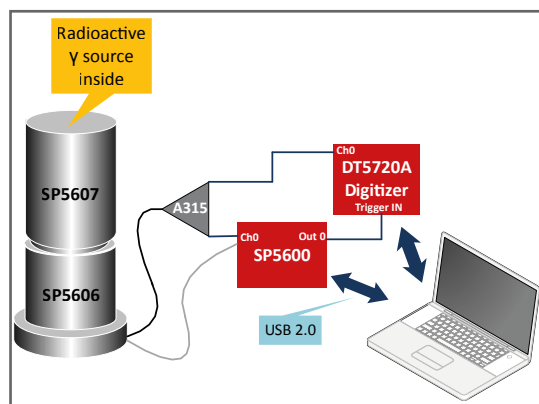 Radioactive
γ source
inside
SP5607
SP5606
A315
Ch0
DT5720A
Digitizer
Trigger IN
Ch0
Out 0
SP5600
USB 2.0